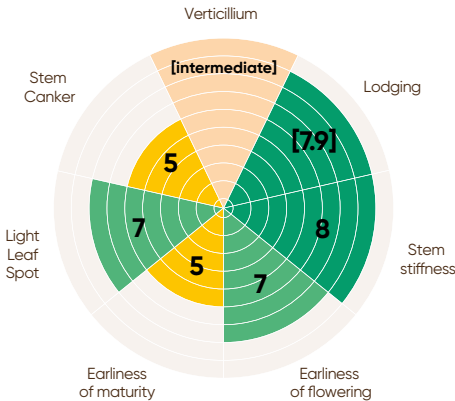 Verticillium
[intermediate]
Stem
Canker
Lodging
[7.9]
5
7
8
Light
Leaf
Spot
Stem
stiffness
5
7
Earliness
of maturity
Earliness
of flowering